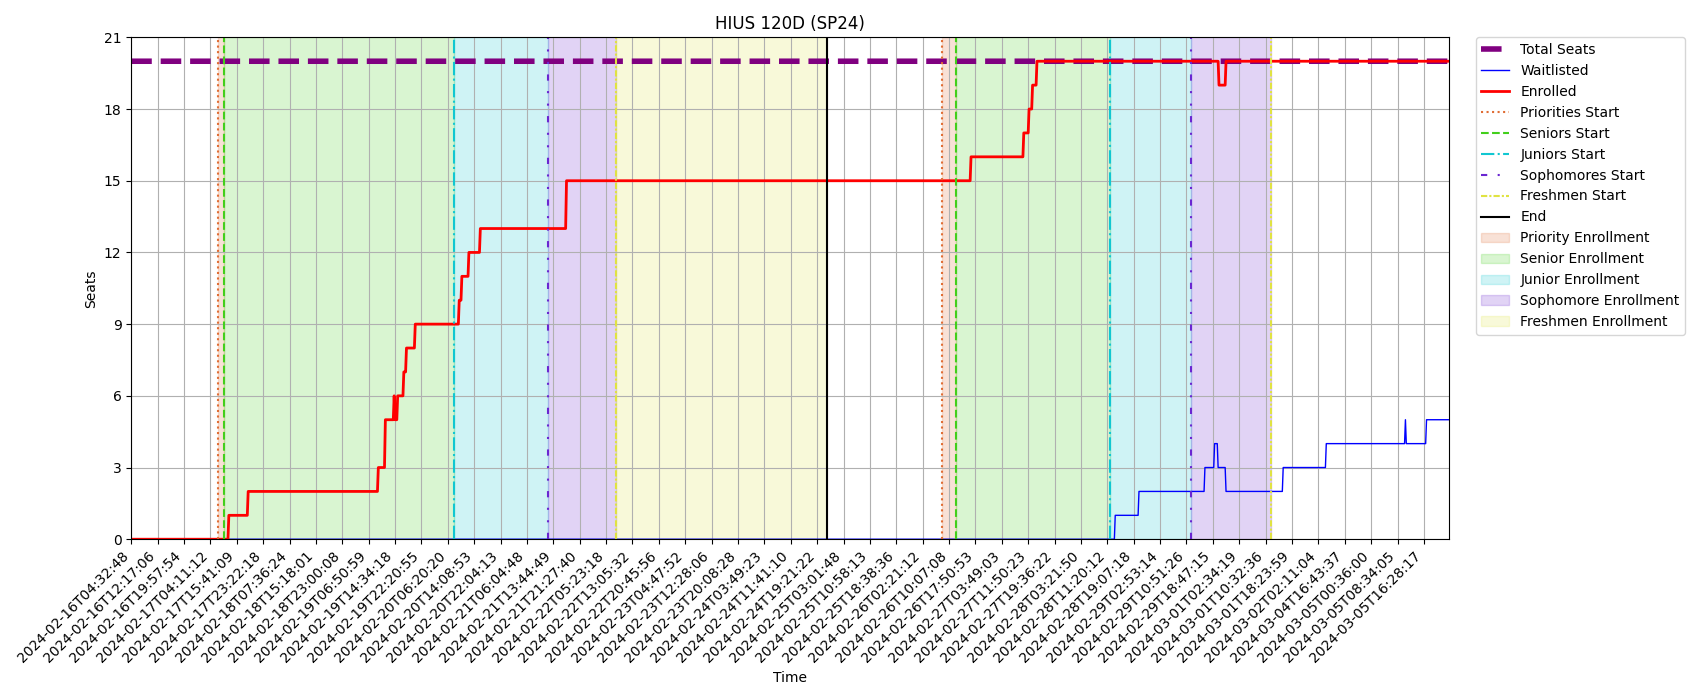 HIUS 120D (SP24)
21
18
15
12
9
6
3
0
Seats
2024-02-16T04:32:48
2024-02-16T12:17:06
2024-02-16T19:57:54
2024-02-17T04:11:12
2024-02-17T15:41:09
2024-02-17T23:22:18
2024-02-18T07:36:24
2024-02-18T15:18:01
2024-02-18T23:00:08
2024-02-19T06:50:59
2024-02-19T14:34:18
2024-02-19T22:20:55
2024-02-20T06:20:20
2024-02-20T14:08:53
2024-02-20T22:04:13
2024-02-21T06:04:48
2024-02-21T13:44:49
2024-02-21T21:27:40
2024-02-22T05:23:18
2024-02-22T13:05:32
2024-02-22T20:45:56
2024-02-23T04:47:52
2024-02-23T12:28:06
2024-02-23T20:08:28
2024-02-24T03:49:23
2024-02-24T11:41:10
2024-02-24T19:21:22
2024-02-25T03:01:48
2024-02-25T10:58:13
2024-02-25T18:38:36
2024-02-26T02:21:12
2024-02-26T10:07:08
2024-02-26T17:50:53
2024-02-27T03:49:03
2024-02-27T11:50:23
2024-02-27T19:36:22
2024-02-28T03:21:50
2024-02-28T11:20:12
2024-02-28T19:07:18
2024-02-29T02:53:14
2024-02-29T10:51:26
2024-02-29T18:47:15
2024-03-01T02:34:19
2024-03-01T10:32:36
2024-03-01T18:23:59
2024-03-02T02:11:04
2024-03-04T16:43:37
2024-03-05T00:36:00
2024-03-05T08:34:05
2024-03-05T16:28:17
Time
Total Seats
Waitlisted
Enrolled
Priorities Start
Seniors Start
Juniors Start
Sophomores Start
Freshmen Start
End
Priority Enrollment
Senior Enrollment
Junior Enrollment
Sophomore Enrollment
Freshmen Enrollment